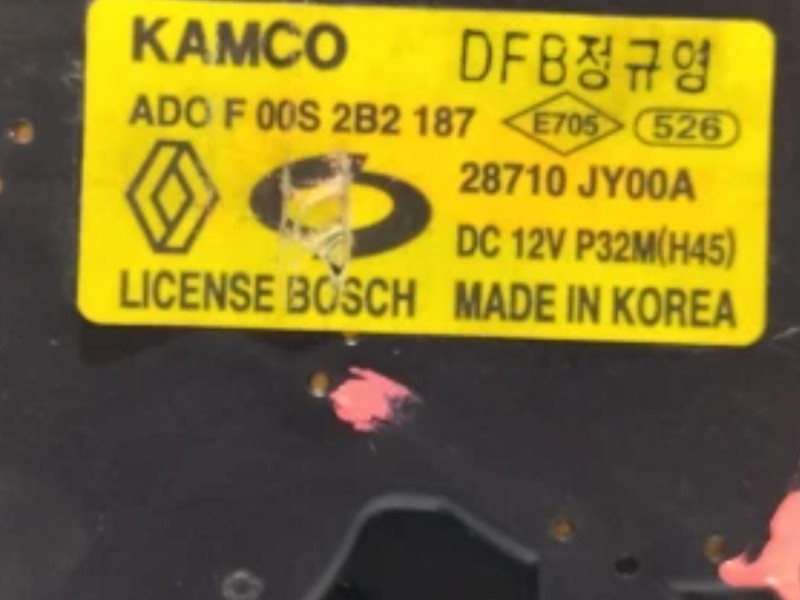 KAMCO DFB정규영
ADO F 00S 2B2 187 E705 526
28710 JY00A
DC 12V P32M(H45)
LICENSE BOSCH MADE IN KOREA